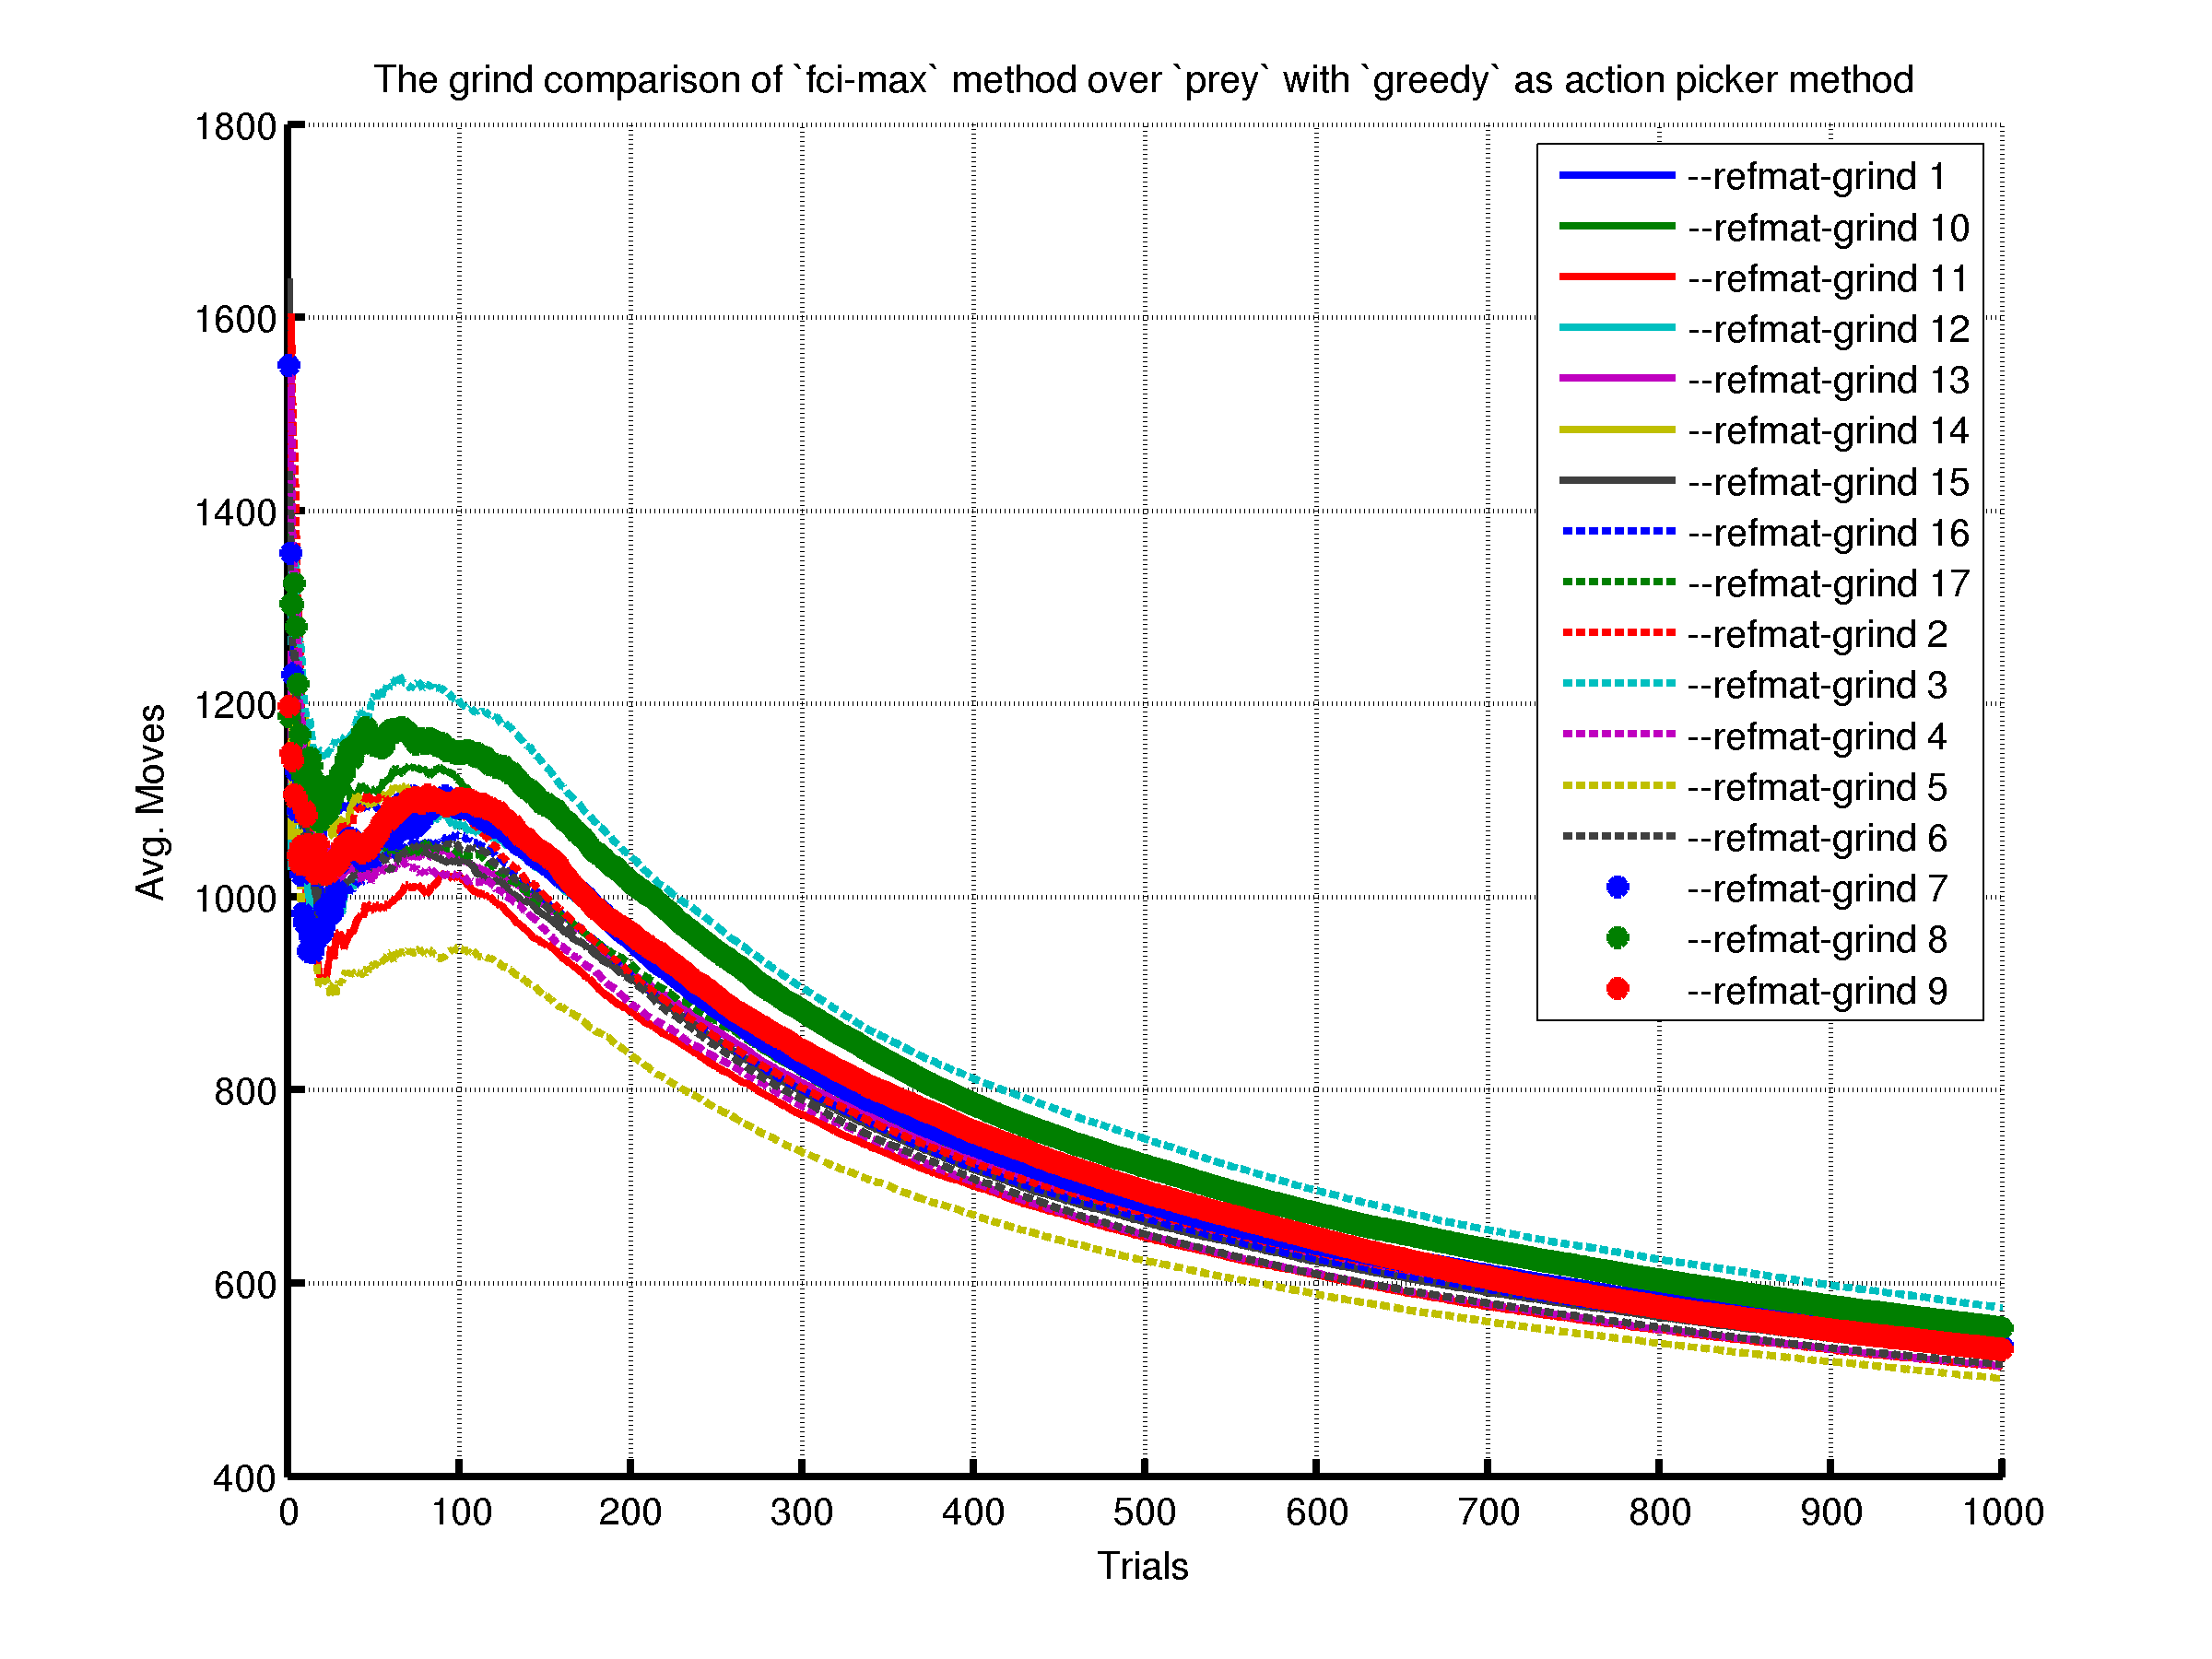 The grind comparison of `fci-max` method over `prey` with `greedy` as action picker method
1800
1600
1400
1200
1000
800
600
400
Avg. Moves
0 100 200 300 400 500 600 700 800 900 1000
Trials
--refmat-grind 1
--refmat-grind 10
--refmat-grind 11
--refmat-grind 12
--refmat-grind 13
--refmat-grind 14
--refmat-grind 15
--refmat-grind 16
--refmat-grind 17
--refmat-grind 2
--refmat-grind 3
--refmat-grind 4
--refmat-grind 5
--refmat-grind 6
--refmat-grind 7
--refmat-grind 8
--refmat-grind 9